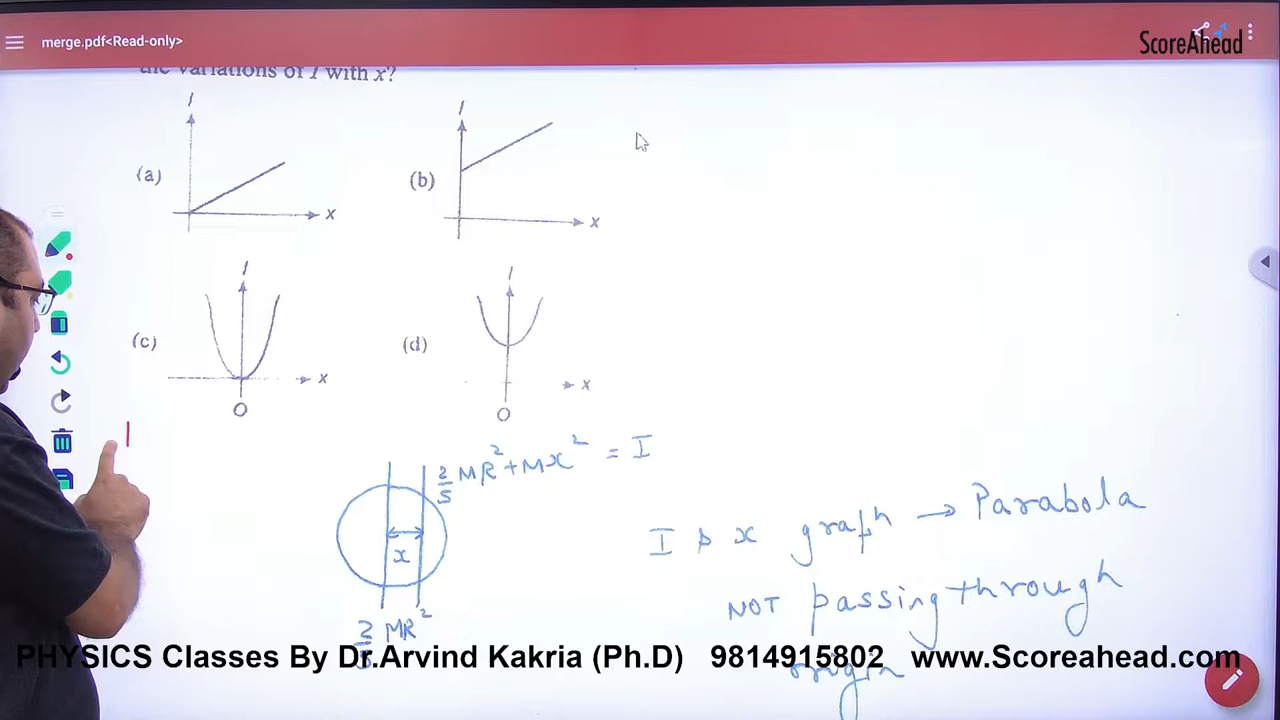 merge.pdf<Read-only>
ScoreAhead
the variations of I with x?
I
(a)
x
I
(b)
x
I
(c)
x
O
I
(d)
x
O
2/5 MR² + Mx² = I
x
2/5 MR²
I graph → Parabola
NOT passing through
origin
PHYSICS Classes By Dr.Arvind Kakria (Ph.D) 9814915802 www.Scoreahead.com